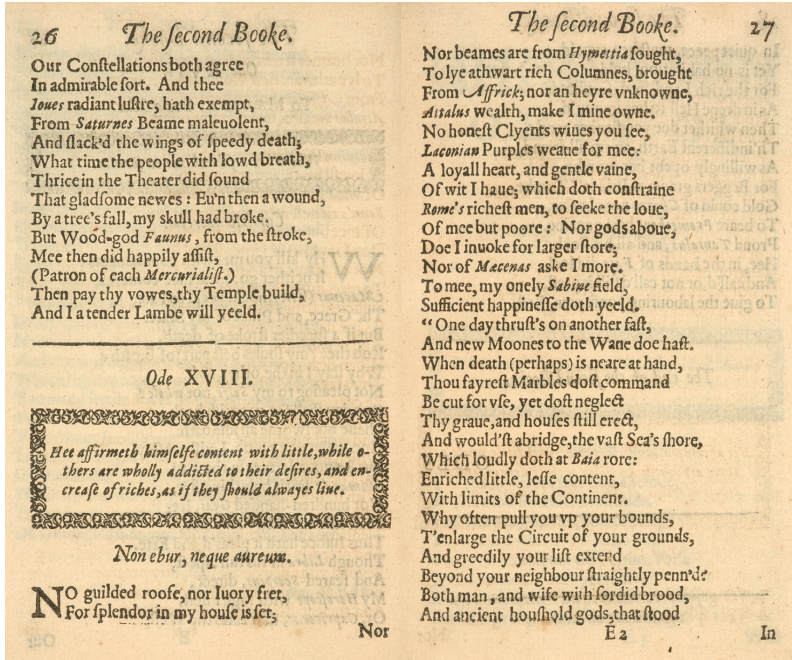 26 The ſecond Booke.
Our Conſtellations both agree
In admirable ſort. And thee
Ioues radiant luſtre, hath exempt,
From Saturnes Beame maleuolent,
And ſlack'd the wings of ſpeedy death;
What time the people with lowd breath,
Thrice in the Theater did ſound
That gladſome newes: Eu'n then a wound,
By a tree's fall, my skull had broke.
But Wood-god Faunus, from the ſtroke,
Mee then did happily aſſiſt,
(Patron of each Mercurialiſt.)
Then pay thy vowes, thy Temple build,
And I a tender Lambe will yeeld.
Ode XVIII.
Hee affirmeth himſelfe content with little, while o-
thers are wholly addicted to their deſires, and en-
creaſe of riches, as if they ſhould alwayes liue.
Non ebur, neque aureum.
NO guilded roofe, nor Iuory fret,
For ſplendor in my houſe is ſet;
Nor
The ſecond Booke. 27
Nor beames are from Hymettia ſought,
To lye athwart rich Columnes, brought
From Affrick; nor an heyre vnknowne,
Attalus wealth, make I mine owne.
No honeſt Clyents wiues you ſee,
Laconian Purples weaue for mee:
A loyall heart, and gentle vaine,
Of wit I haue; which doth conſtraine
Rome's richeſt men, to ſeeke the loue,
Of mee but poore: Nor gods aboue,
Doe I inuoke for larger ſtore;
Nor of Mæcenas aske I more.
To mee, my onely Sabine field,
Sufficient happineſſe doth yeeld.
“ One day thruſt's on another faſt,
And new Moones to the Wane doe haſt.
When death (perhaps) is neare at hand,
Thou fayreſt Marbles doſt command
Be cut for vſe, yet doſt neglect
Thy graue, and houſes ſtill erect,
And would'ſt abridge, the vaſt Sea's ſhore,
Which loudly doth at Baia rore:
Enriched little, leſſe content,
With limits of the Continent.
Why often pull you vp your bounds,
T'enlarge the Circuit of your grounds,
And greedily your liſt extend
Beyond your neighbour ſtraightly penn'd?
Both man, and wife with ſordid brood,
And ancient houſhold gods, that ſtood
E 2 In